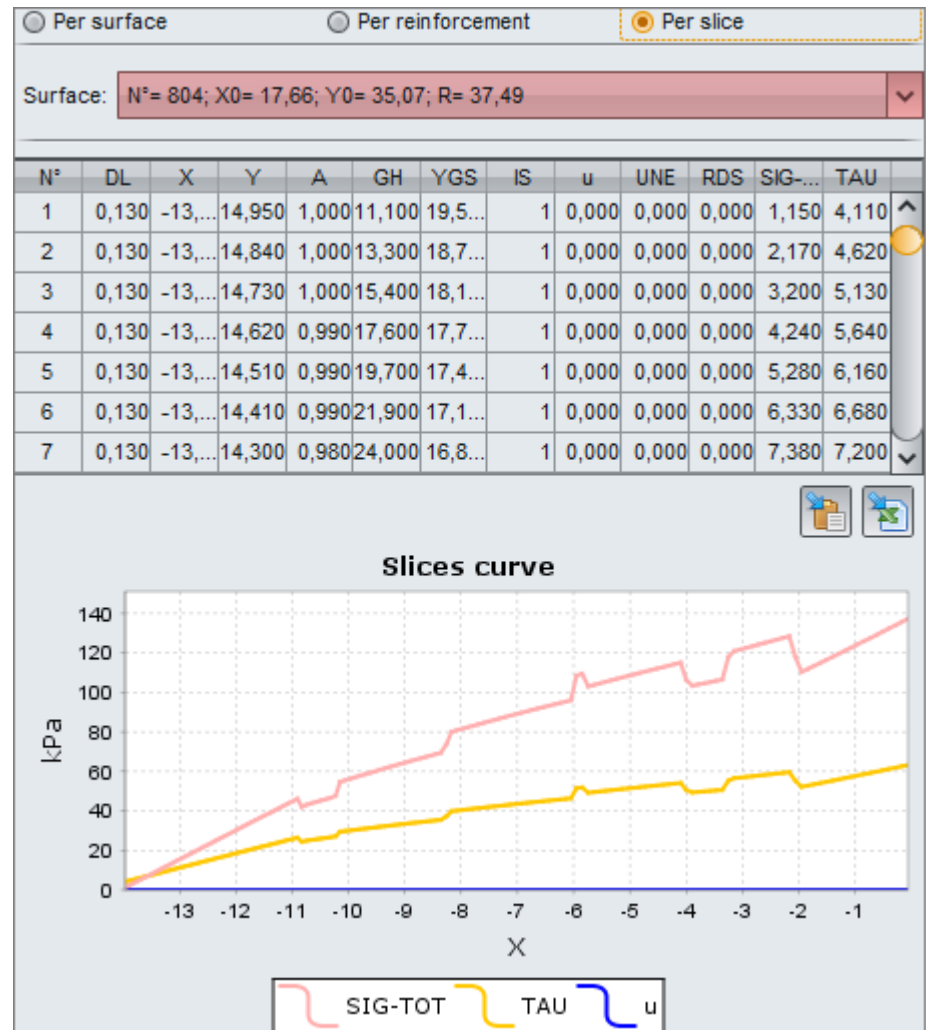 Per surface Per reinforcement Per slice
Surface: N°= 804; X0= 17,66; Y0= 35,07; R= 37,49
N° DL X Y A GH YGS IS u UNE RDS SIG-... TAU
1 0,130 -13,... 14,950 1,000 11,100 19,5... 1 0,000 0,000 0,000 1,150 4,110
2 0,130 -13,... 14,840 1,000 13,300 18,7... 1 0,000 0,000 0,000 2,170 4,620
3 0,130 -13,... 14,730 1,000 15,400 18,1... 1 0,000 0,000 0,000 3,200 5,130
4 0,130 -13,... 14,620 0,990 17,600 17,7... 1 0,000 0,000 0,000 4,240 5,640
5 0,130 -13,... 14,510 0,990 19,700 17,4... 1 0,000 0,000 0,000 5,280 6,160
6 0,130 -13,... 14,410 0,990 21,900 17,1... 1 0,000 0,000 0,000 6,330 6,680
7 0,130 -13,... 14,300 0,980 24,000 16,8... 1 0,000 0,000 0,000 7,380 7,200
Slices curve
140
120
100
80
60
40
20
0
kPa
-13 -12 -11 -10 -9 -8 -7 -6 -5 -4 -3 -2 -1
X
SIG-TOT TAU u